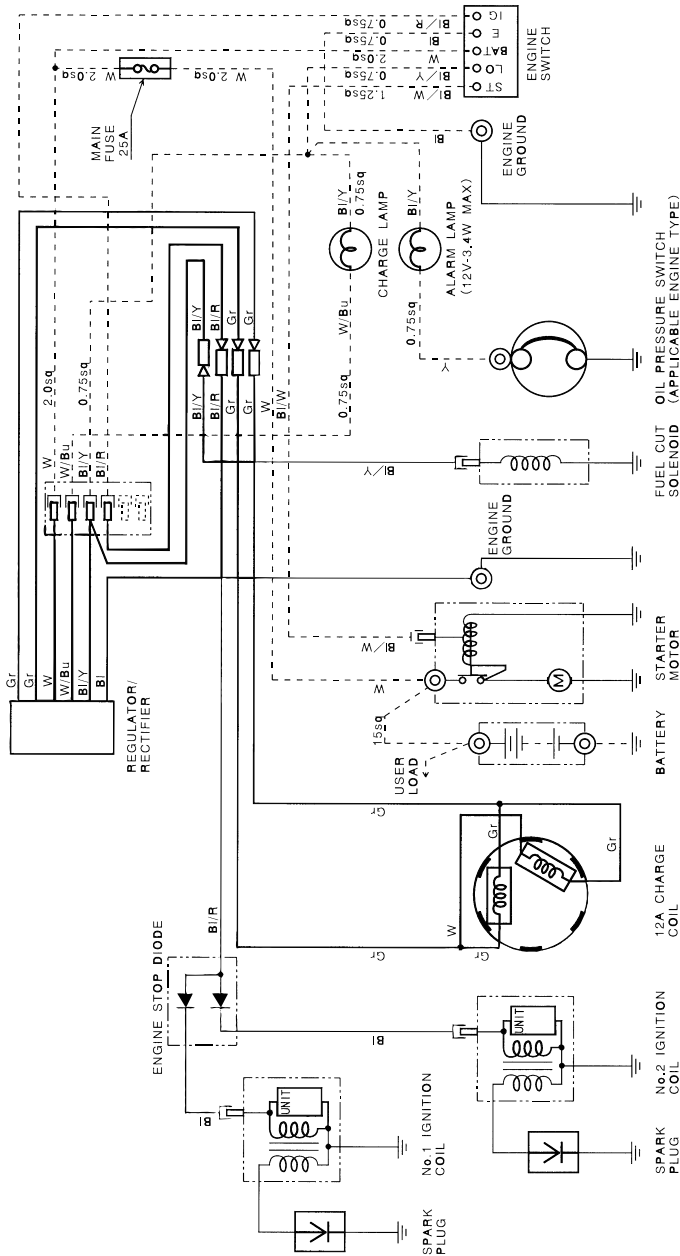 IG
E
BAT
LO
ST
ENGINE
SWITCH
Bl/R
0.75sq
Bl
0.75sq
W
2.0sq
Bl/Y
0.75sq
Bl/W
1.25sq
W 2.0sq
W 2.0sq
MAIN
FUSE
25A
Bl
ENGINE
GROUND
Bl/Y
0.75sq
CHARGE LAMP
W/Bu
0.75sq
Bl/Y
ALARM LAMP
(12V-3.4W MAX)
0.75sq
Y
OIL PRESSURE SWITCH
(APPLICABLE ENGINE TYPE)
Bl/Y
Bl/R
Gr
Gr
Bl/Y
Bl/R
Gr
Gr
W
Bl/W
2.0sq
0.75sq
W
W/Bu
Bl/Y
Bl/R
Bl/Y
FUEL CUT
SOLENOID
ENGINE
GROUND
Gr
Gr
W
W/Bu
Bl/Y
Bl
REGULATOR/
RECTIFIER
Bl/W
W
M
STARTER
MOTOR
15sq
USER
LOAD
BATTERY
Gr
Gr
Gr
W
Gr
Gr
12A CHARGE
COIL
Bl/R
ENGINE STOP DIODE
Bl
Bl
UNIT
No.1 IGNITION
COIL
UNIT
No.2 IGNITION
COIL
SPARK
PLUG
SPARK
PLUG